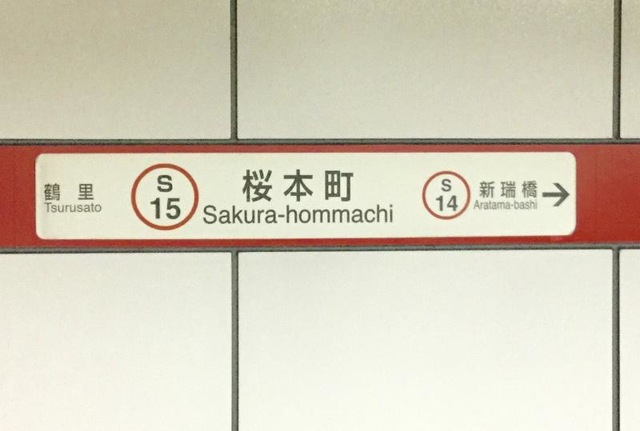 鶴里
Tsurusato
S
15
桜本町
Sakura-hommachi
S
14
新瑞橋
Aratama-bashi